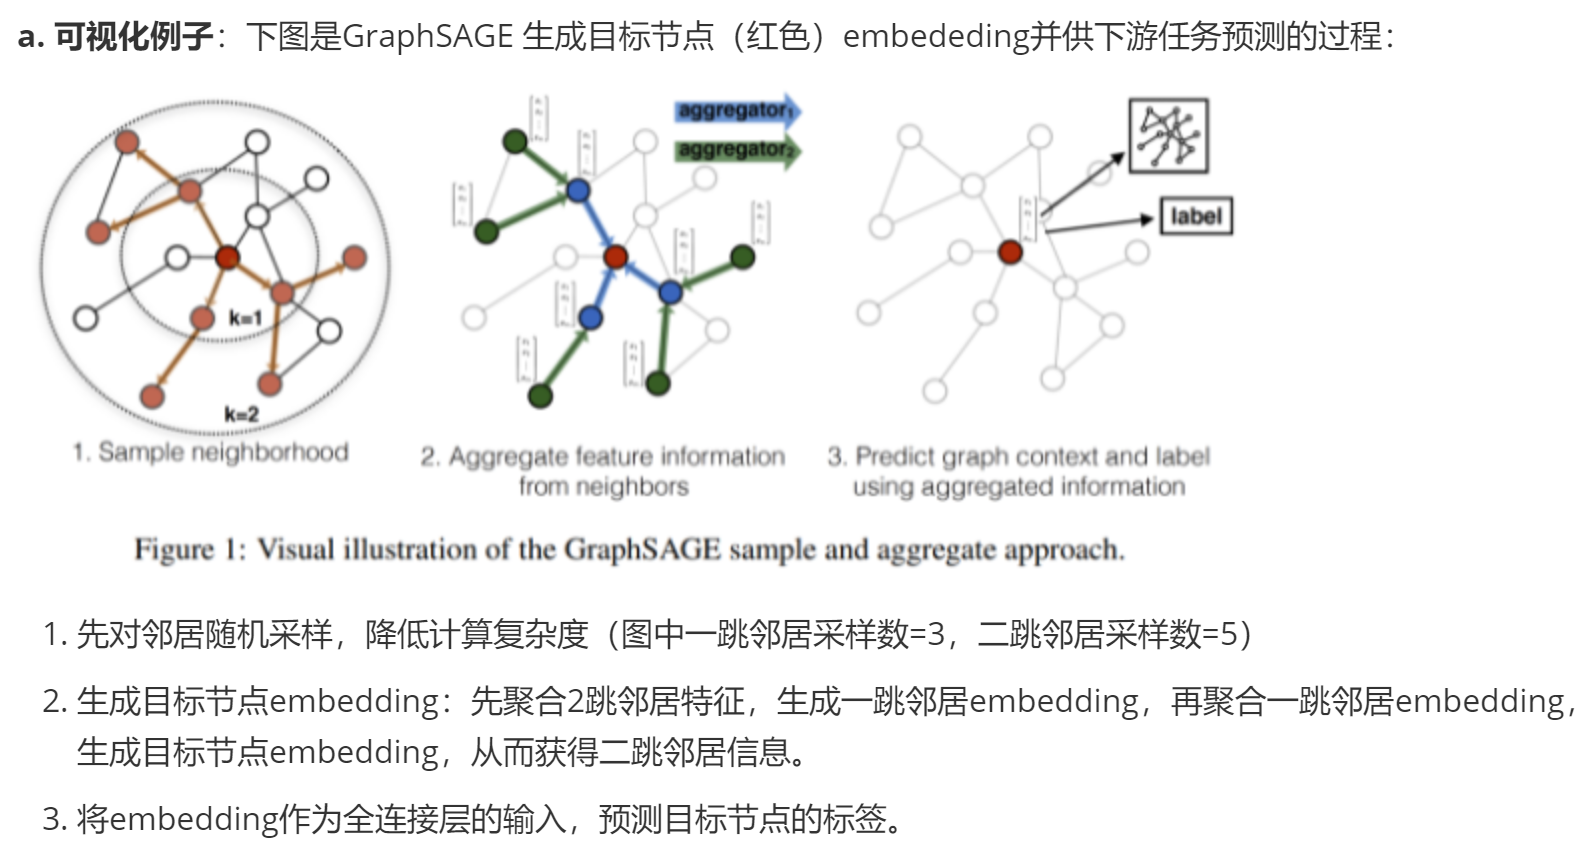 a. 可视化例子：下图是GraphSAGE 生成目标节点（红色）embededing并供下游任务预测的过程：
aggregator1
aggregator2
label
k=1
k=2
1. Sample neighborhood
2. Aggregate feature information
from neighbors
3. Predict graph context and label
using aggregated information
Figure 1: Visual illustration of the GraphSAGE sample and aggregate approach.
1. 先对邻居随机采样，降低计算复杂度（图中一跳邻居采样数=3，二跳邻居采样数=5）
2. 生成目标节点embedding：先聚合2跳邻居特征，生成一跳邻居embedding，再聚合一跳邻居embedding，
生成目标节点embedding，从而获得二跳邻居信息。
3. 将embedding作为全连接层的输入，预测目标节点的标签。